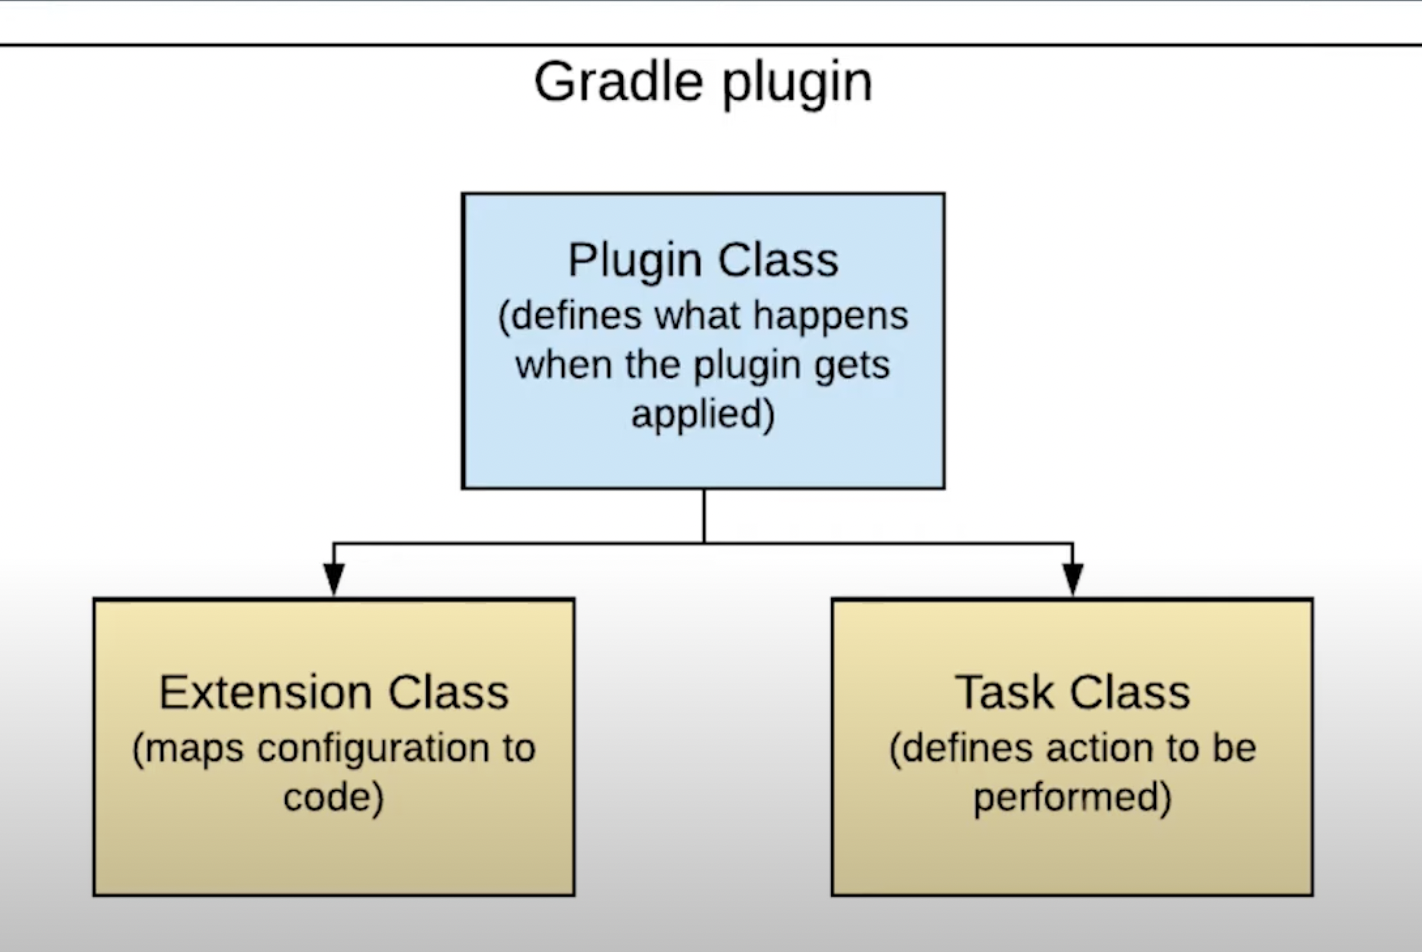 Gradle plugin
Plugin Class
(defines what happens
when the plugin gets
applied)
Extension Class
(maps configuration to
code)
Task Class
(defines action to be
performed)